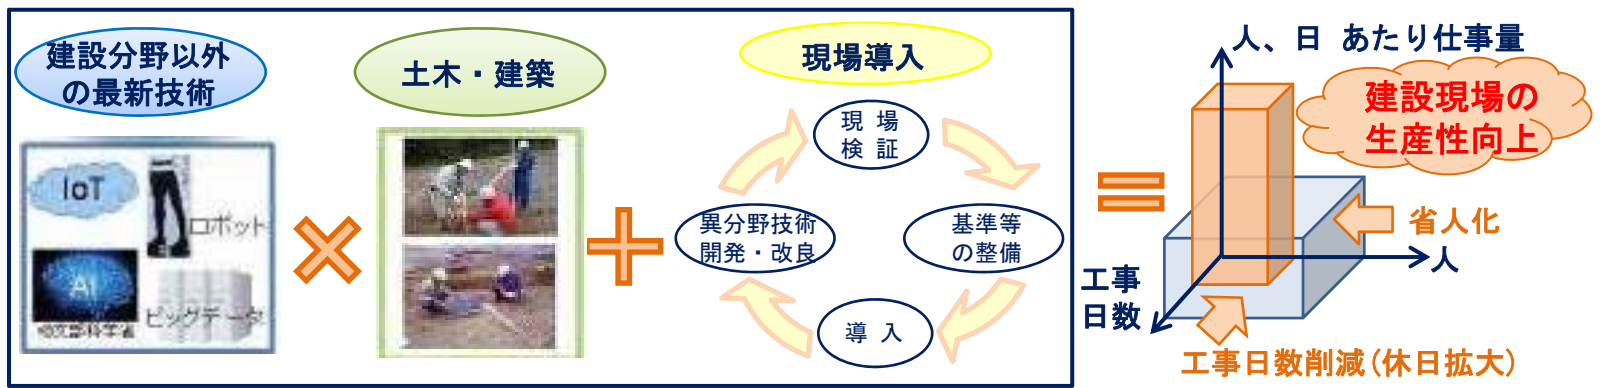 建設分野以外
の最新技術
IoT
ロボット
AI
ビッグデータ
土木・建築
現場導入
現 場
検 証
異分野技術
開発・改良
基準等
の整備
導 入
人、日 あたり仕事量
建設現場の
生産性向上
省人化
人
工事
日数
工事日数削減(休日拡大)